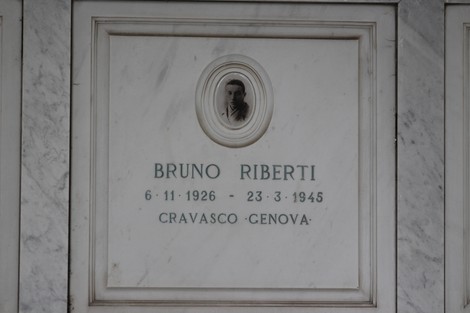 BRUNO RIBERTI
6·11·1926 - 23·3·1945
CRAVASCO ·GENOVA·